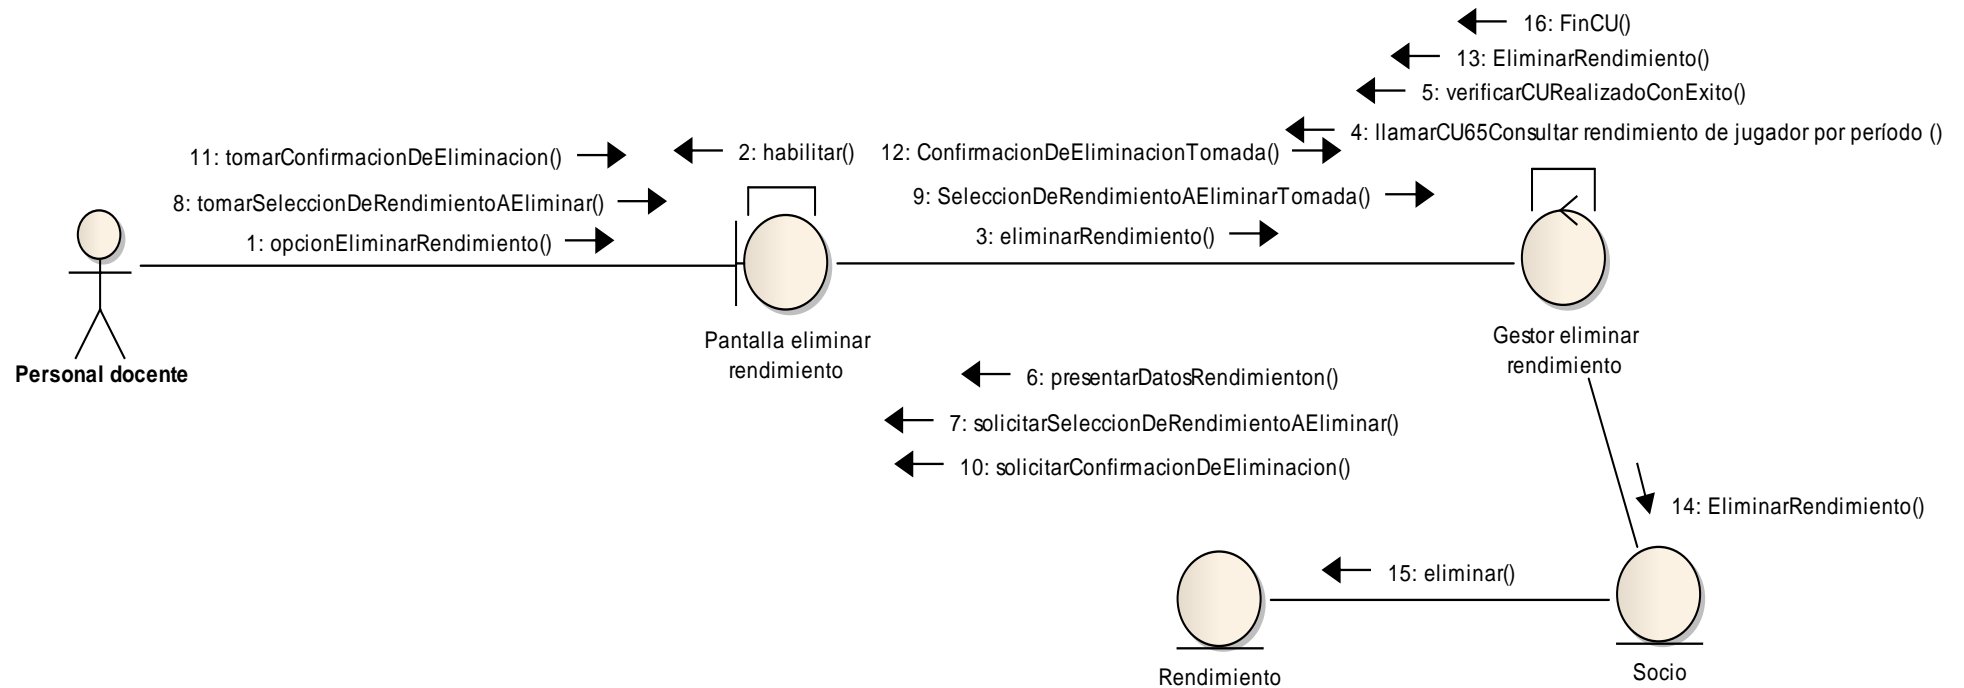 16: FinCU()
13: EliminarRendimiento()
5: verificarCURealizadoConExito()
4: llamarCU65Consultar rendimiento de jugador por período ()
11: tomarConfirmacionDeEliminacion()
2: habilitar()
12: ConfirmacionDeEliminacionTomada()
8: tomarSeleccionDeRendimientoAEliminar()
9: SeleccionDeRendimientoAEliminarTomada()
1: opcionEliminarRendimiento()
3: eliminarRendimiento()
Personal docente
Pantalla eliminar
rendimiento
Gestor eliminar
rendimiento
6: presentarDatosRendimienton()
7: solicitarSeleccionDeRendimientoAEliminar()
10: solicitarConfirmacionDeEliminacion()
14: EliminarRendimiento()
15: eliminar()
Rendimiento
Socio